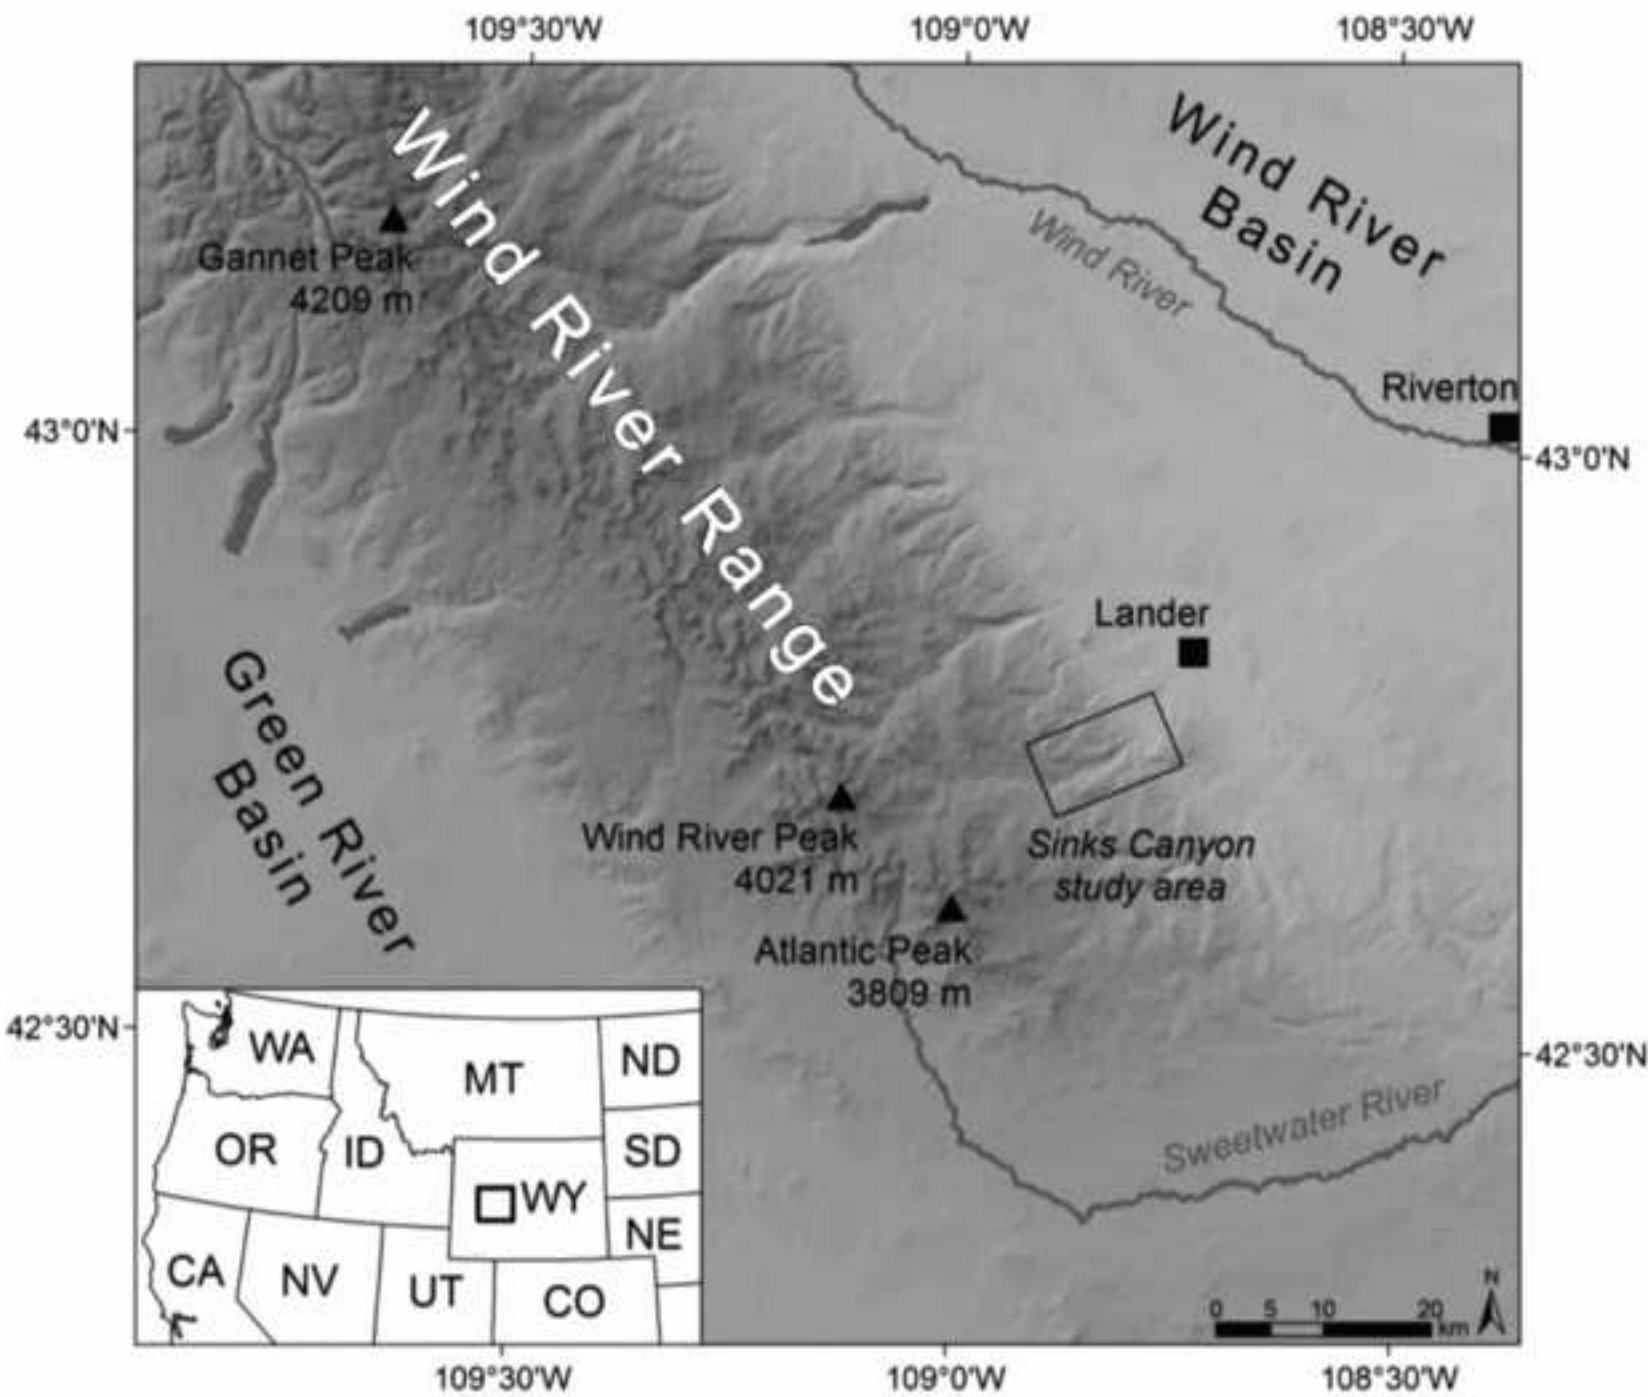 109°30'W
109°0'W
108°30'W
Wind River Range
Wind River
Basin
Wind River
Gannet Peak
4209 m
Riverton
43°0'N
43°0'N
Lander
Green River
Basin
Wind River Peak
4021 m
Sinks Canyon
study area
Atlantic Peak
3809 m
42°30'N
42°30'N
WA
MT
ND
OR
ID
SD
WY
NE
CA
NV
UT
CO
Sweetwater River
N
0 5 10 20
km
109°30'W
109°0'W
108°30'W